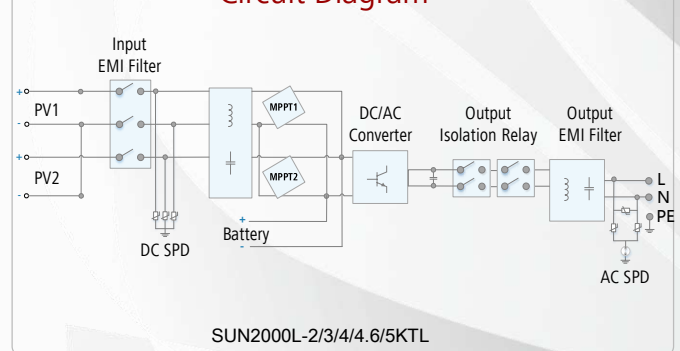 Circuit Diagram
Input
EMI Filter
+
PV1
-
+
PV2
-
MPPT1
MPPT2
DC/AC
Converter
Output
Isolation Relay
Output
EMI Filter
L
N
PE
+
Battery
-
DC SPD
AC SPD
SUN2000L-2/3/4/4.6/5KTL